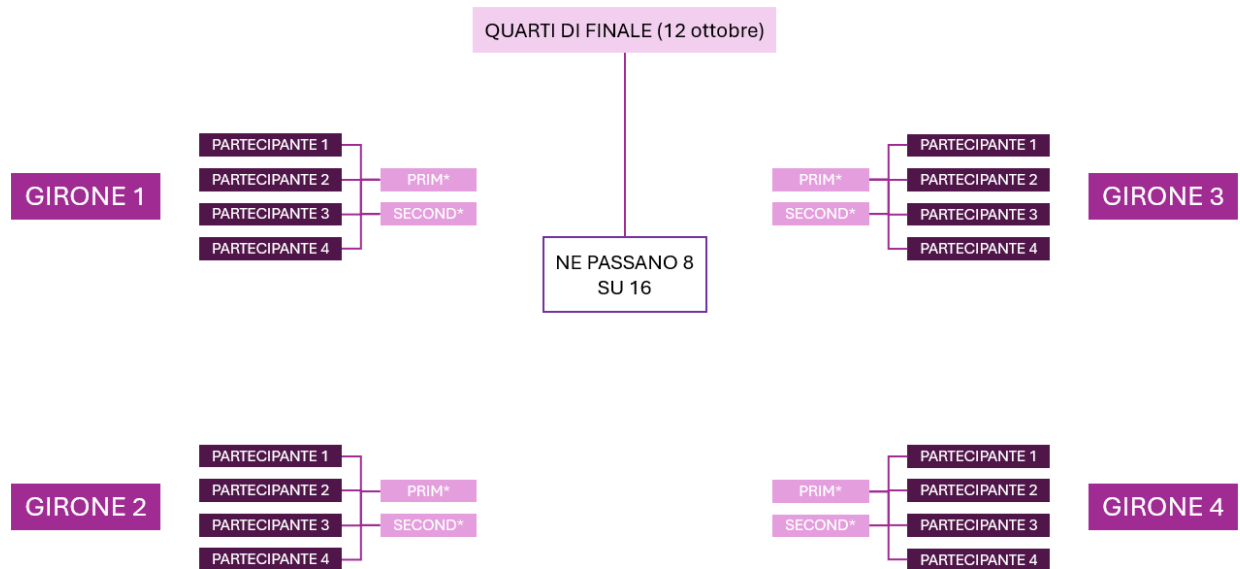 QUARTI DI FINALE (12 ottobre)
GIRONE 1
PARTECIPANTE 1
PARTECIPANTE 2
PARTECIPANTE 3
PARTECIPANTE 4
PRIM*
SECOND*
NE PASSANO 8
SU 16
PRIM*
SECOND*
PARTECIPANTE 1
PARTECIPANTE 2
PARTECIPANTE 3
PARTECIPANTE 4
GIRONE 3
GIRONE 2
PARTECIPANTE 1
PARTECIPANTE 2
PARTECIPANTE 3
PARTECIPANTE 4
PRIM*
SECOND*
PRIM*
SECOND*
PARTECIPANTE 1
PARTECIPANTE 2
PARTECIPANTE 3
PARTECIPANTE 4
GIRONE 4